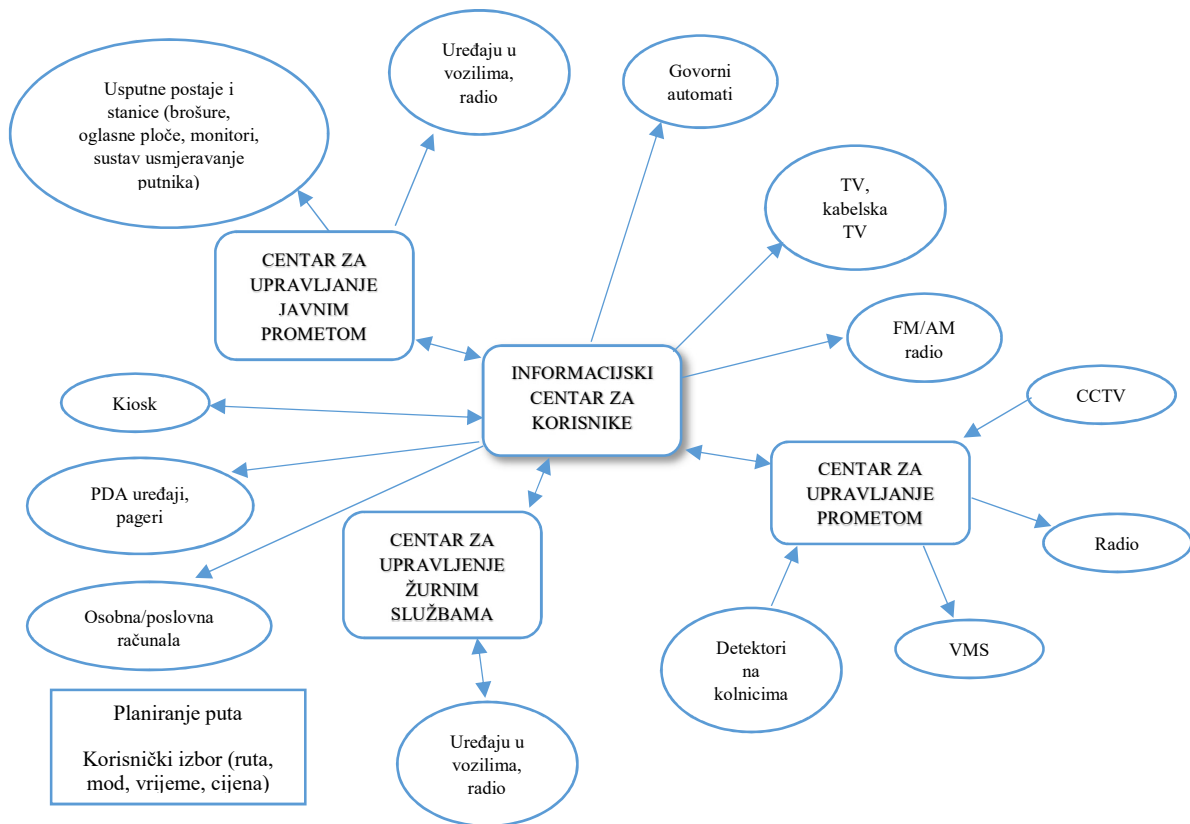 Usputne postaje i
stanice (brošure,
oglasne ploče, monitori,
sustav usmjeravanje
putnika)
Uređaju u
vozilima,
radio
Govorni
automati
TV,
kabelska
TV
CENTAR ZA
UPRAVLJANJE
JAVNIM
PROMETOM
FM/AM
radio
INFORMACIJSKI
CENTAR ZA
KORISNIKE
Kiosk
CCTV
PDA uređaji,
pageri
CENTAR ZA
UPRAVLJANJE
PROMETOM
CENTAR ZA
UPRAVLJENJE
ŽURNIM
SLUŽBAMA
Radio
Osobna/poslovna
računala
Detektori
na
kolnicima
VMS
Planiranje puta
Korisnički izbor (ruta,
mod, vrijeme, cijena)
Uređaju u
vozilima,
radio